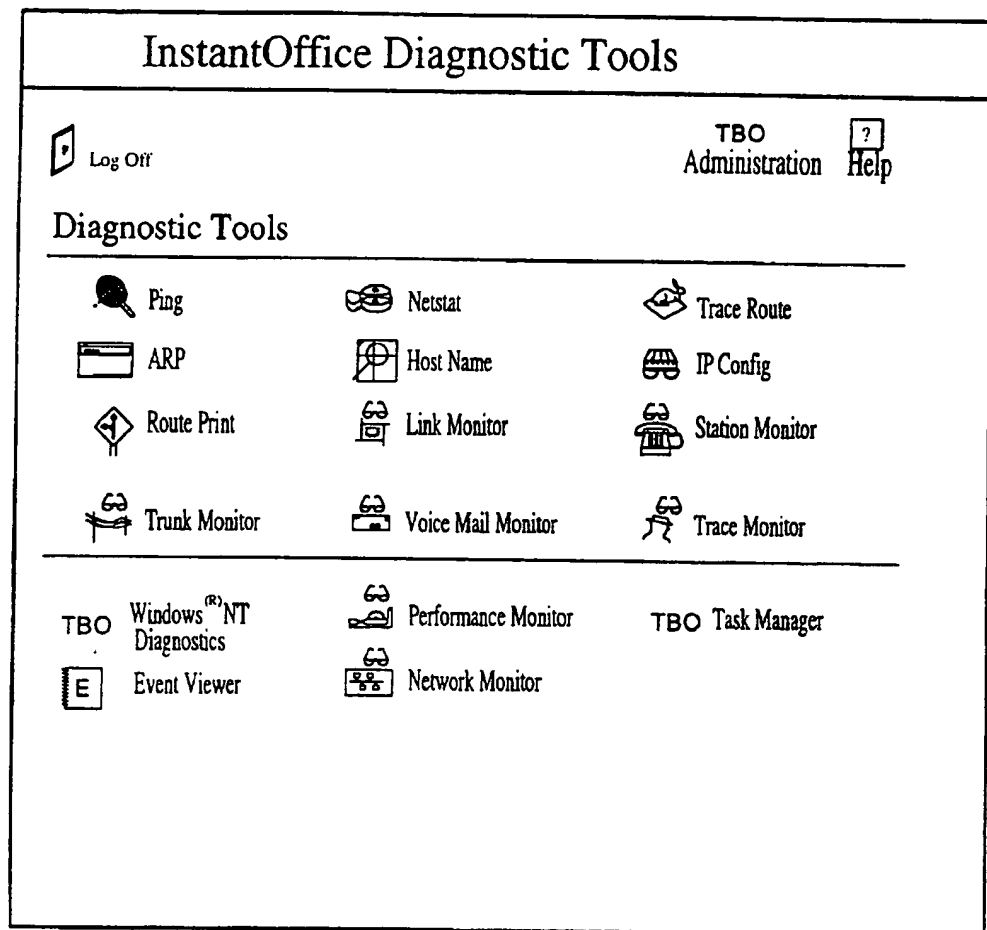 InstantOffice Diagnostic Tools
Log Off
TBO
Administration
?
Help
Diagnostic Tools
Ping
Netstat
Trace Route
ARP
Host Name
IP Config
Route Print
Link Monitor
Station Monitor
Trunk Monitor
Voice Mail Monitor
Trace Monitor
TBO
Windows(R)NT
Diagnostics
Performance Monitor
TBO
Task Manager
E
Event Viewer
Network Monitor